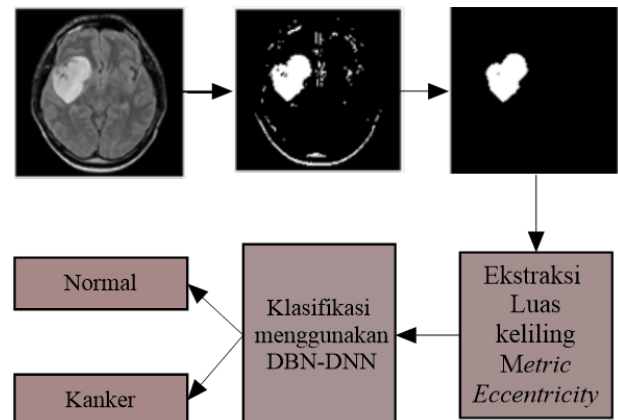 Ekstraksi
Luas
keliling
Metric
Eccentricity
Klasifikasi
menggunakan
DBN-DNN
Normal
Kanker